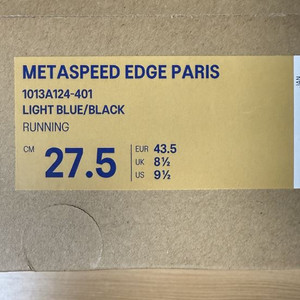 METASPEED EDGE PARIS
1013A124-401
LIGHT BLUE/BLACK
RUNNING
CM 27.5
EUR 43.5
UK 8½
US 9½
JAN